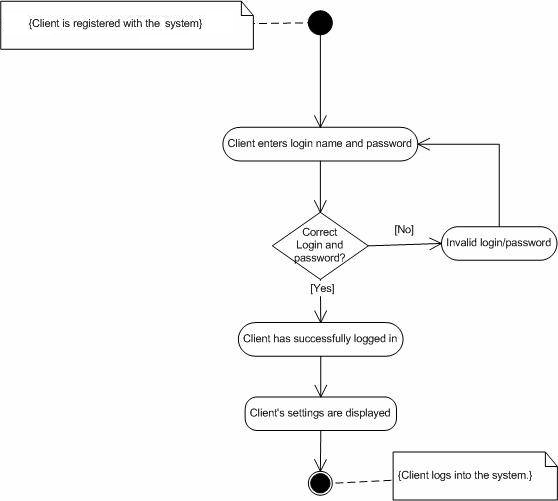 {Client is registered with the system}
Client enters login name and password
Correct
Login and
password?
[No]
Invalid login/password
[Yes]
Client has successfully logged in
Client's settings are displayed
{Client logs into the system.}